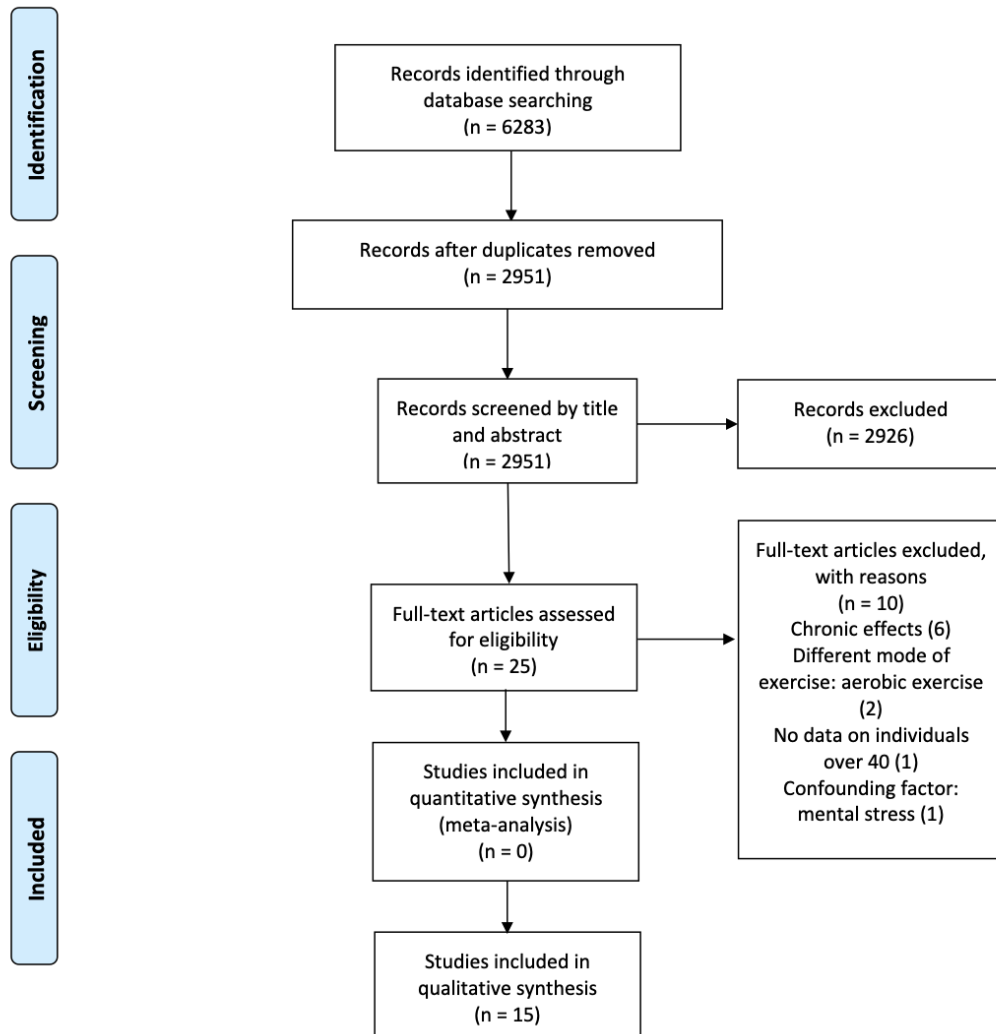 Identification
Records identified through
database searching
(n = 6283)
Records after duplicates removed
(n = 2951)
Screening
Records screened by title
and abstract
(n = 2951)
Records excluded
(n = 2926)
Eligibility
Full-text articles assessed
for eligibility
(n = 25)
Full-text articles excluded,
with reasons
(n = 10)
Chronic effects (6)
Different mode of
exercise: aerobic exercise
(2)
No data on individuals
over 40 (1)
Confounding factor:
mental stress (1)
Included
Studies included in
quantitative synthesis
(meta-analysis)
(n = 0)
Studies included in
qualitative synthesis
(n = 15)